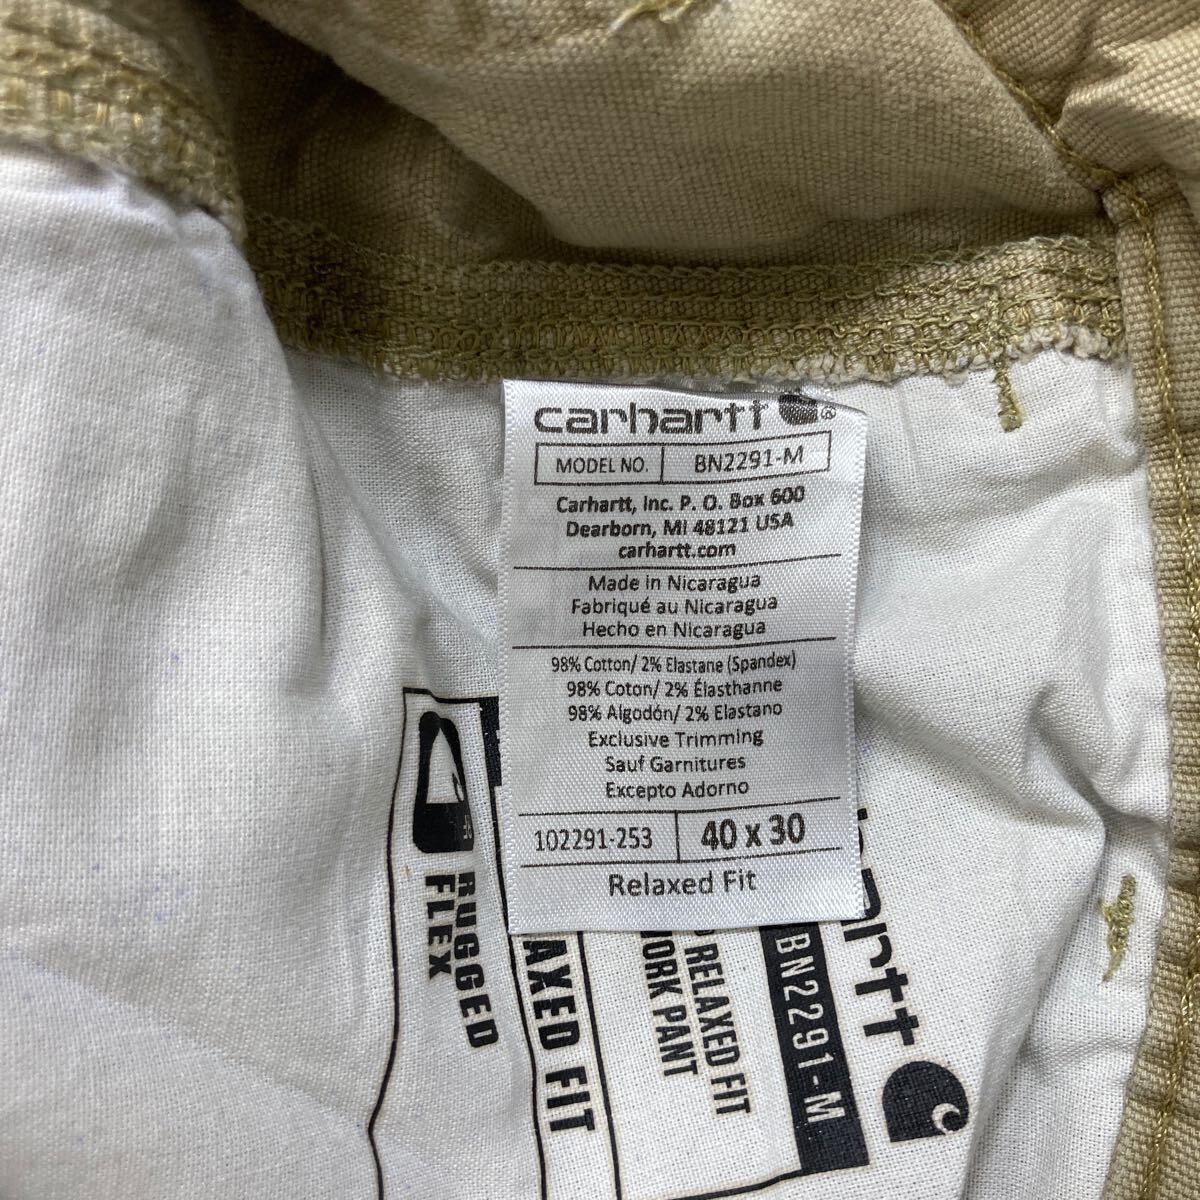 carhartt ®
MODEL NO. BN2291-M
Carhartt, Inc. P. O. Box 600
Dearborn, MI 48121 USA
carhartt.com
Made in Nicaragua
Fabriqué au Nicaragua
Hecho en Nicaragua
98% Cotton/ 2% Elastane (Spandex)
98% Coton/ 2% Élasthanne
98% Algodón/ 2% Elastano
Exclusive Trimming
Sauf Garnitures
Excepto Adorno
102291-253 40 x 30
Relaxed Fit
BN2291-M
RELAXED FIT
PANT
FIT
RUGGED
FLEX